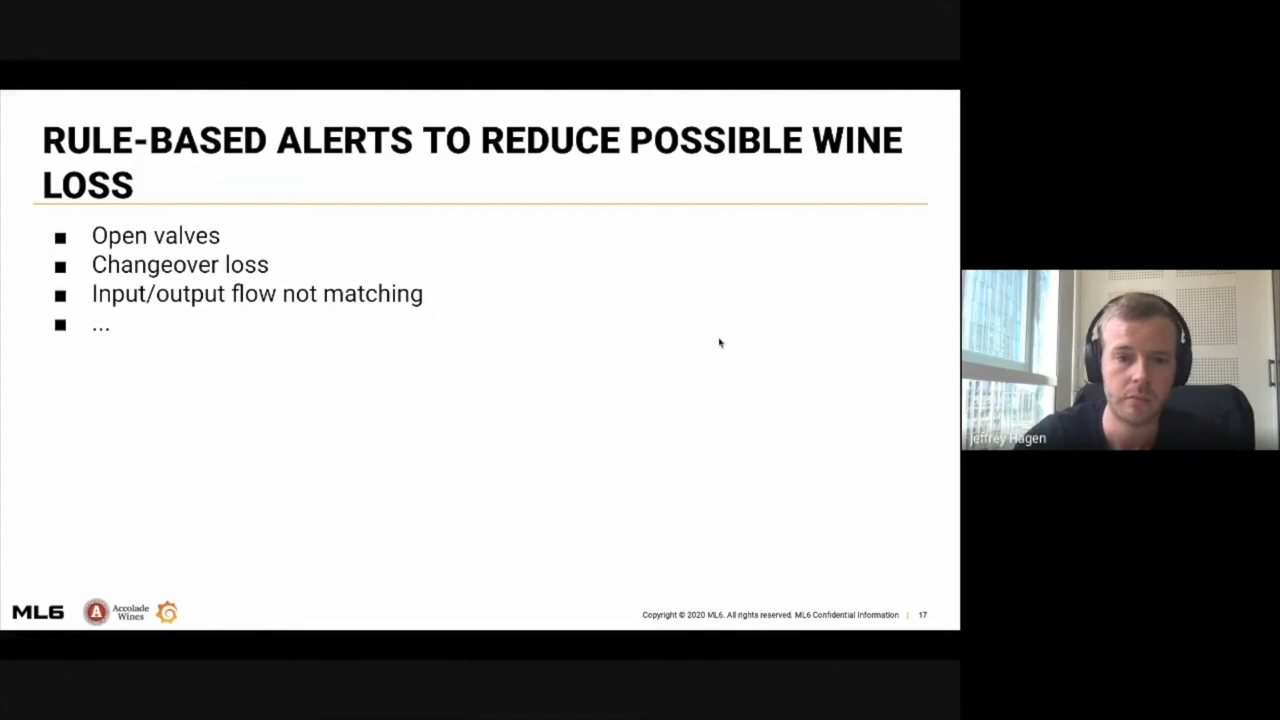 RULE-BASED ALERTS TO REDUCE POSSIBLE WINE
LOSS
■ Open valves
■ Changeover loss
■ Input/output flow not matching
■ ...
ML6
A
Accolade
Wines
Copyright © 2020 ML6. All rights reserved. ML6 Confidential Information | 17
Jeffrey Hagen